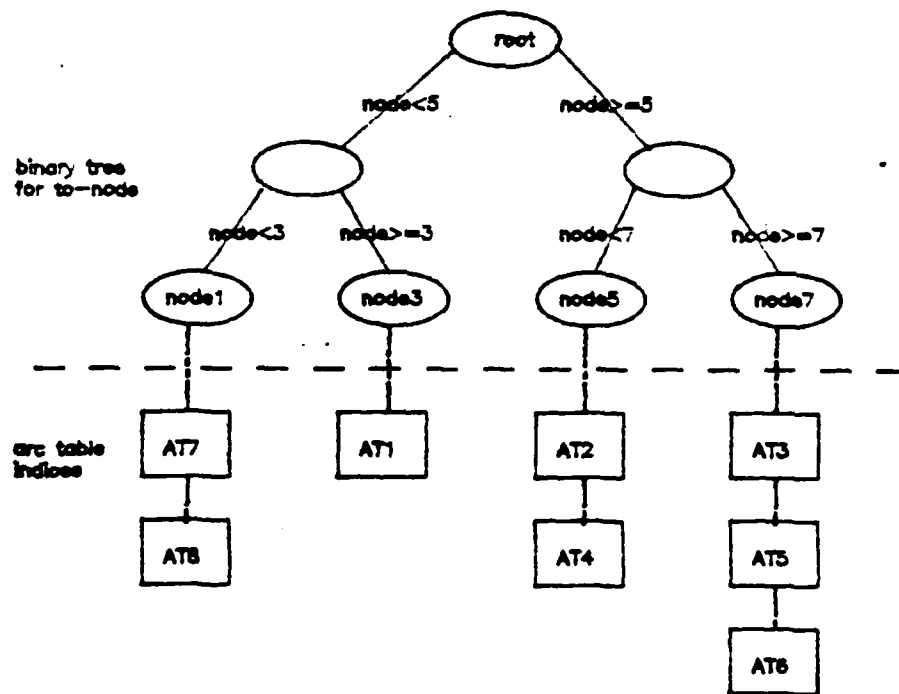 root
node<5
node>=5
binary tree
for to-node
node<3
node>=3
node<7
node>=7
node1
node3
node5
node7
arc table
indices
AT7
AT1
AT2
AT3
AT8
AT4
AT5
AT6